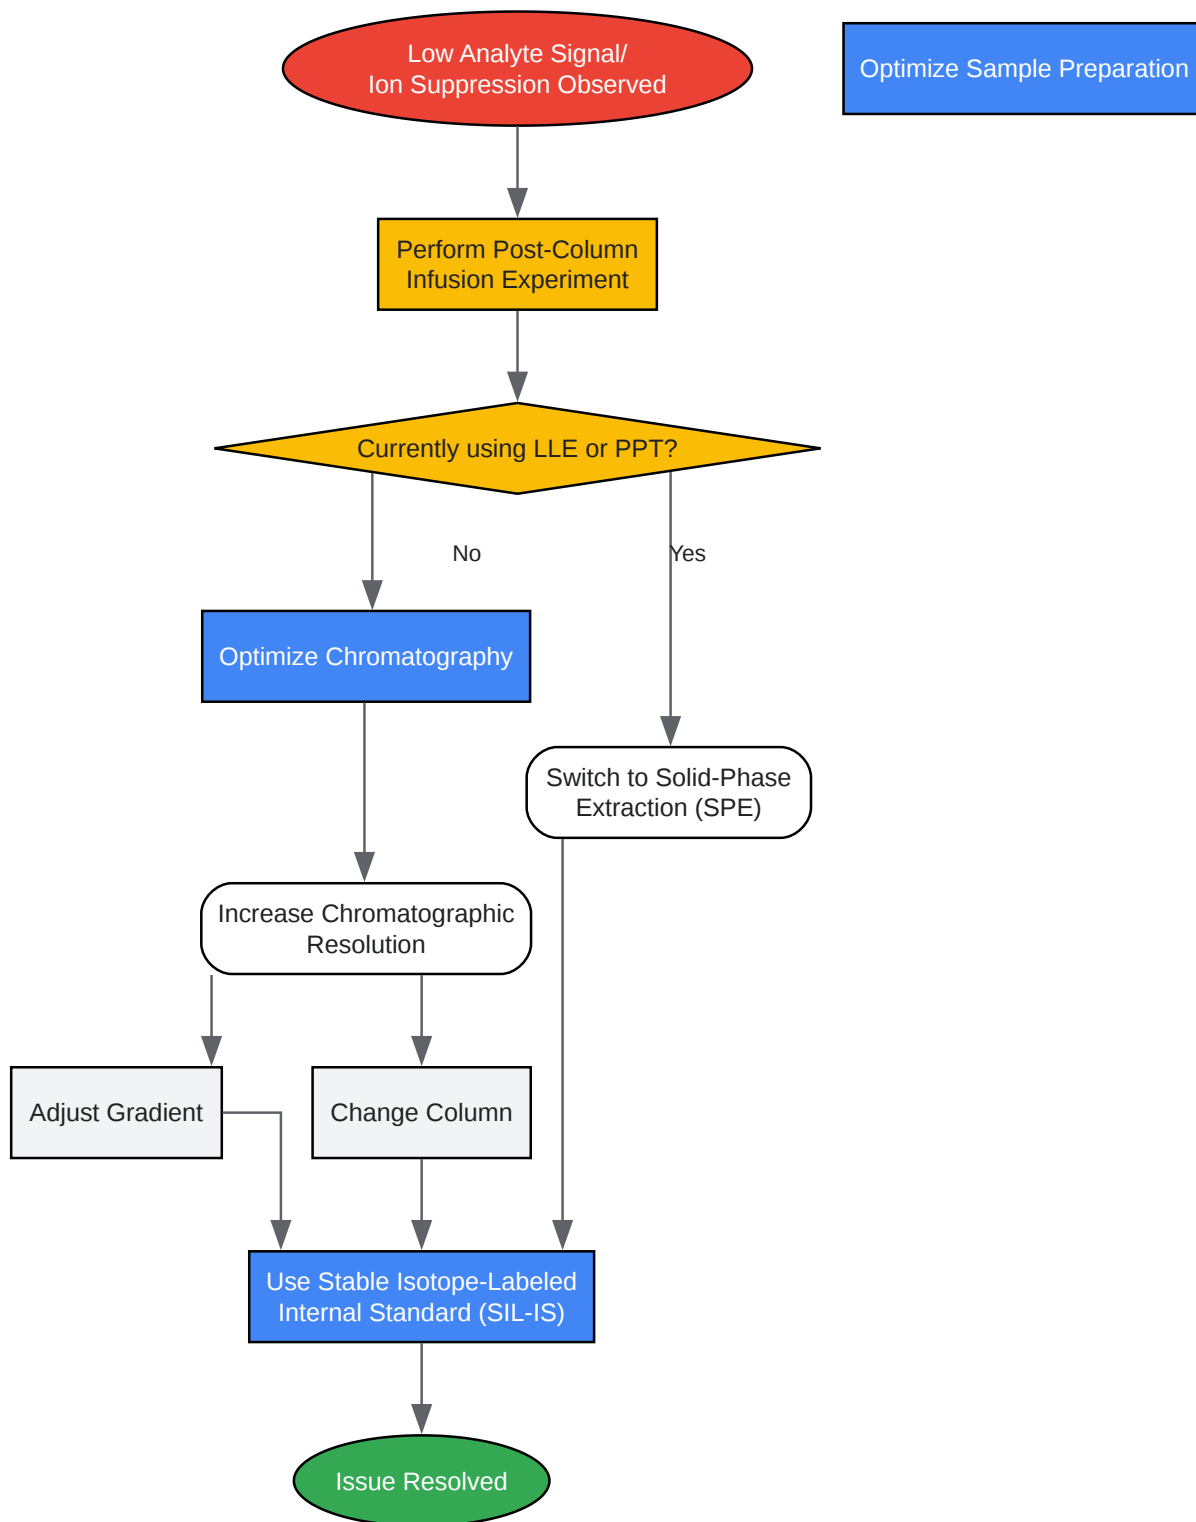 Low Analyte Signal/
Ion Suppression Observed
Optimize Sample Preparation
Perform Post-Column
Infusion Experiment
Currently using LLE or PPT?
No
Yes
Optimize Chromatography
Switch to Solid-Phase
Extraction (SPE)
Increase Chromatographic
Resolution
Adjust Gradient
Change Column
Use Stable Isotope-Labeled
Internal Standard (SIL-IS)
Issue Resolved